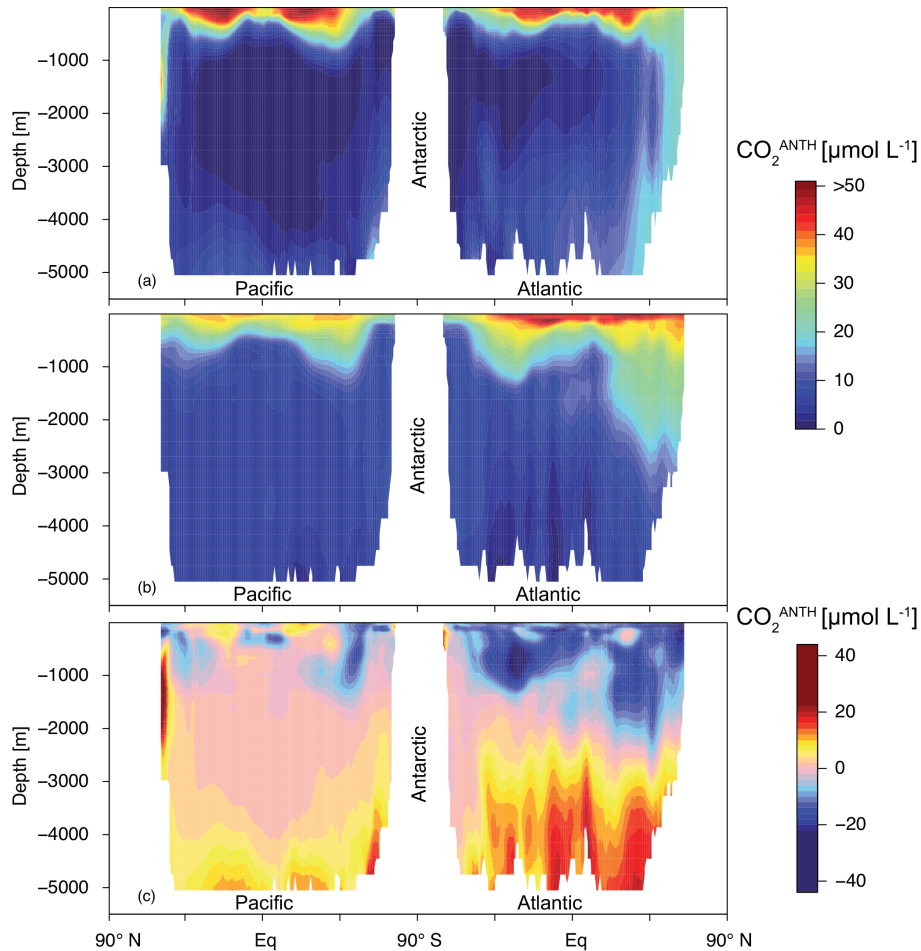 −1000
−2000
−3000
−4000
−5000
Depth [m]
(a)
Pacific
Antarctic
Atlantic
CO₂ᴬᴺᵀᴴ [µmol L⁻¹]
>50
40
30
20
10
0
−1000
−2000
−3000
−4000
−5000
Depth [m]
(b)
Pacific
Antarctic
Atlantic
−1000
−2000
−3000
−4000
−5000
Depth [m]
(c)
Pacific
Antarctic
Atlantic
CO₂ᴬᴺᵀᴴ [µmol L⁻¹]
40
20
0
−20
−40
90° N Eq 90° S Eq 90° N